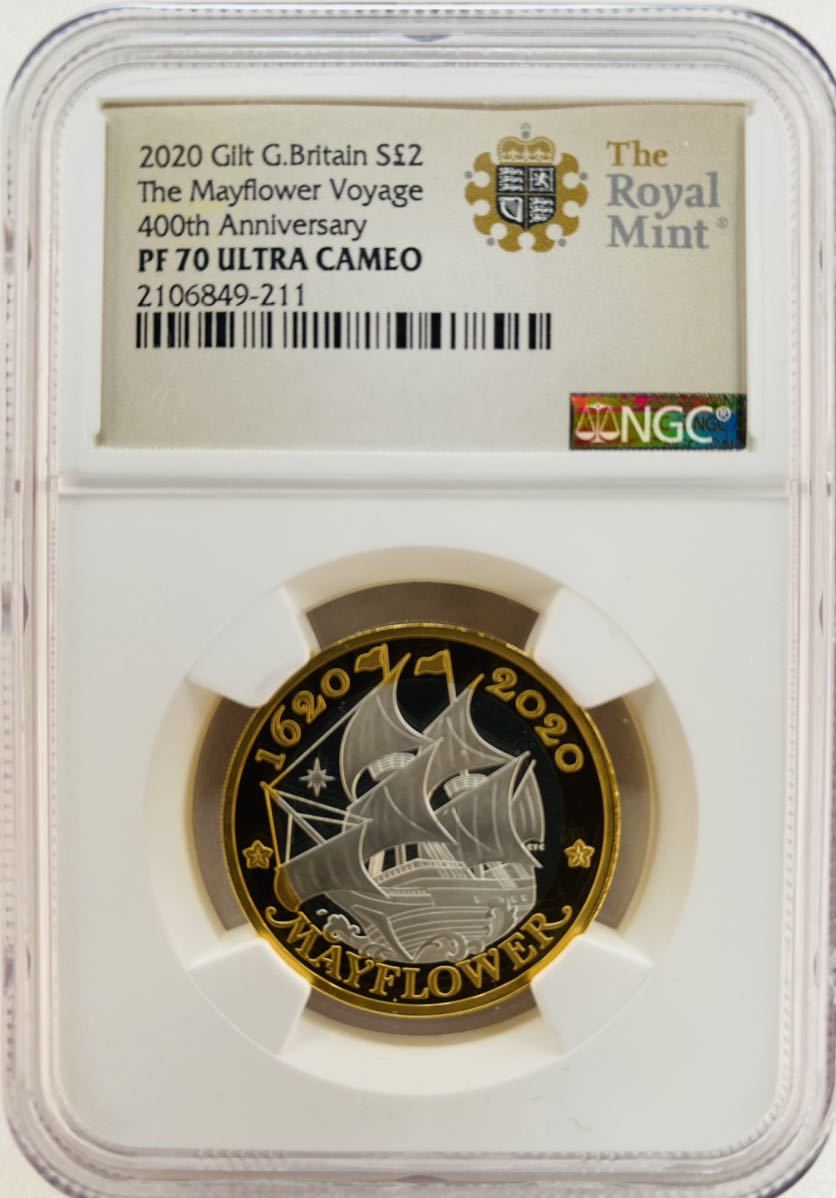 2020 Gilt G.Britain S£2
The Mayflower Voyage
400th Anniversary
PF 70 ULTRA CAMEO
2106849-211
The
Royal
Mint®
NGC®
1620 2020
MAYFLOWER